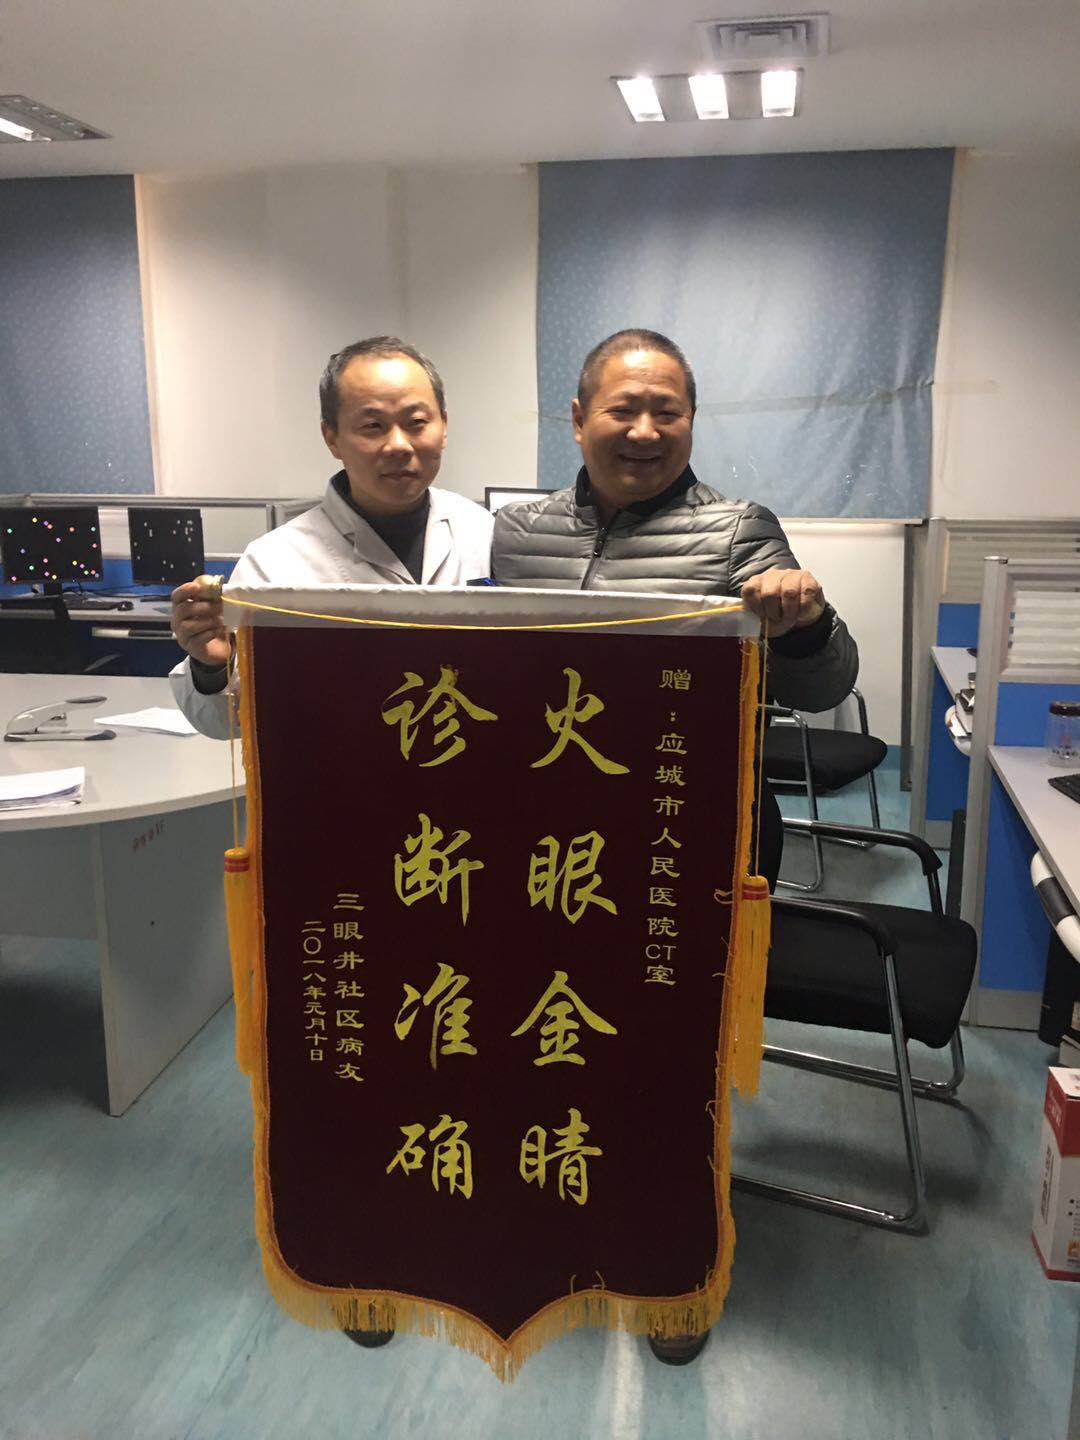 赠：应城市人民医院CT室
火眼金睛
诊断准确
三眼井社区病友
二〇一八年元月十日